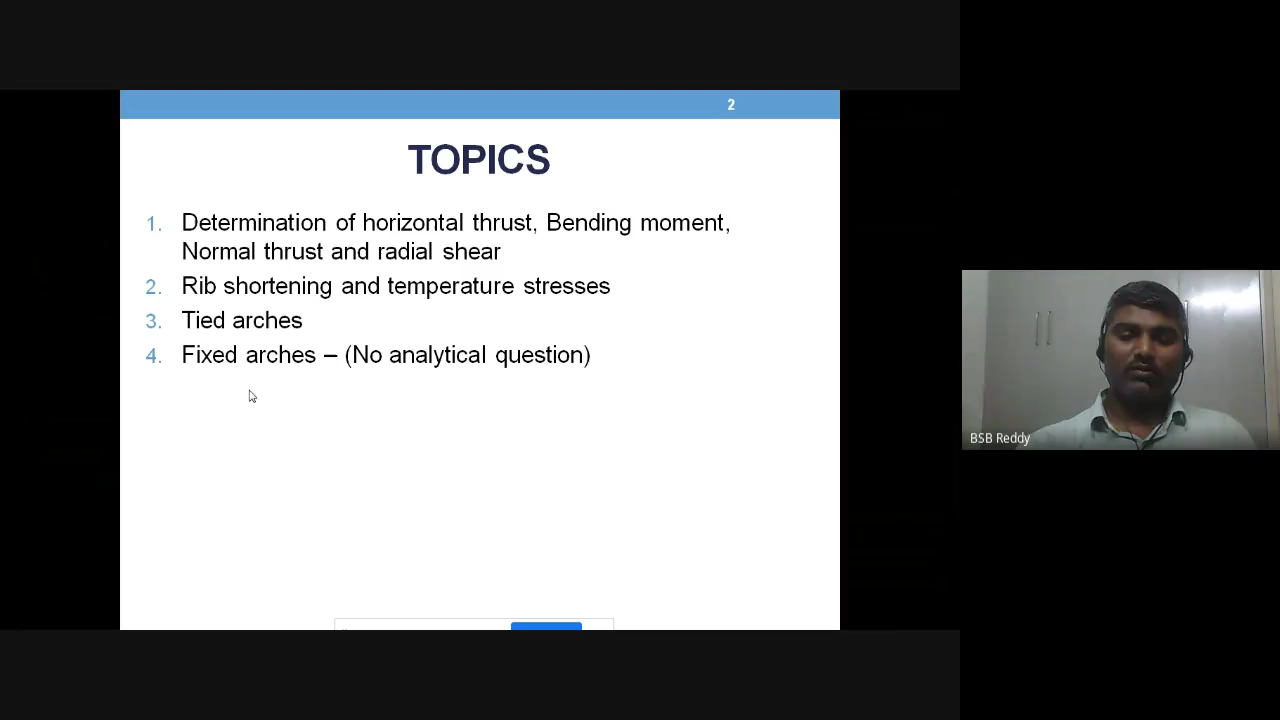 2
TOPICS
1. Determination of horizontal thrust, Bending moment,
Normal thrust and radial shear
2. Rib shortening and temperature stresses
3. Tied arches
4. Fixed arches – (No analytical question)
BSB Reddy